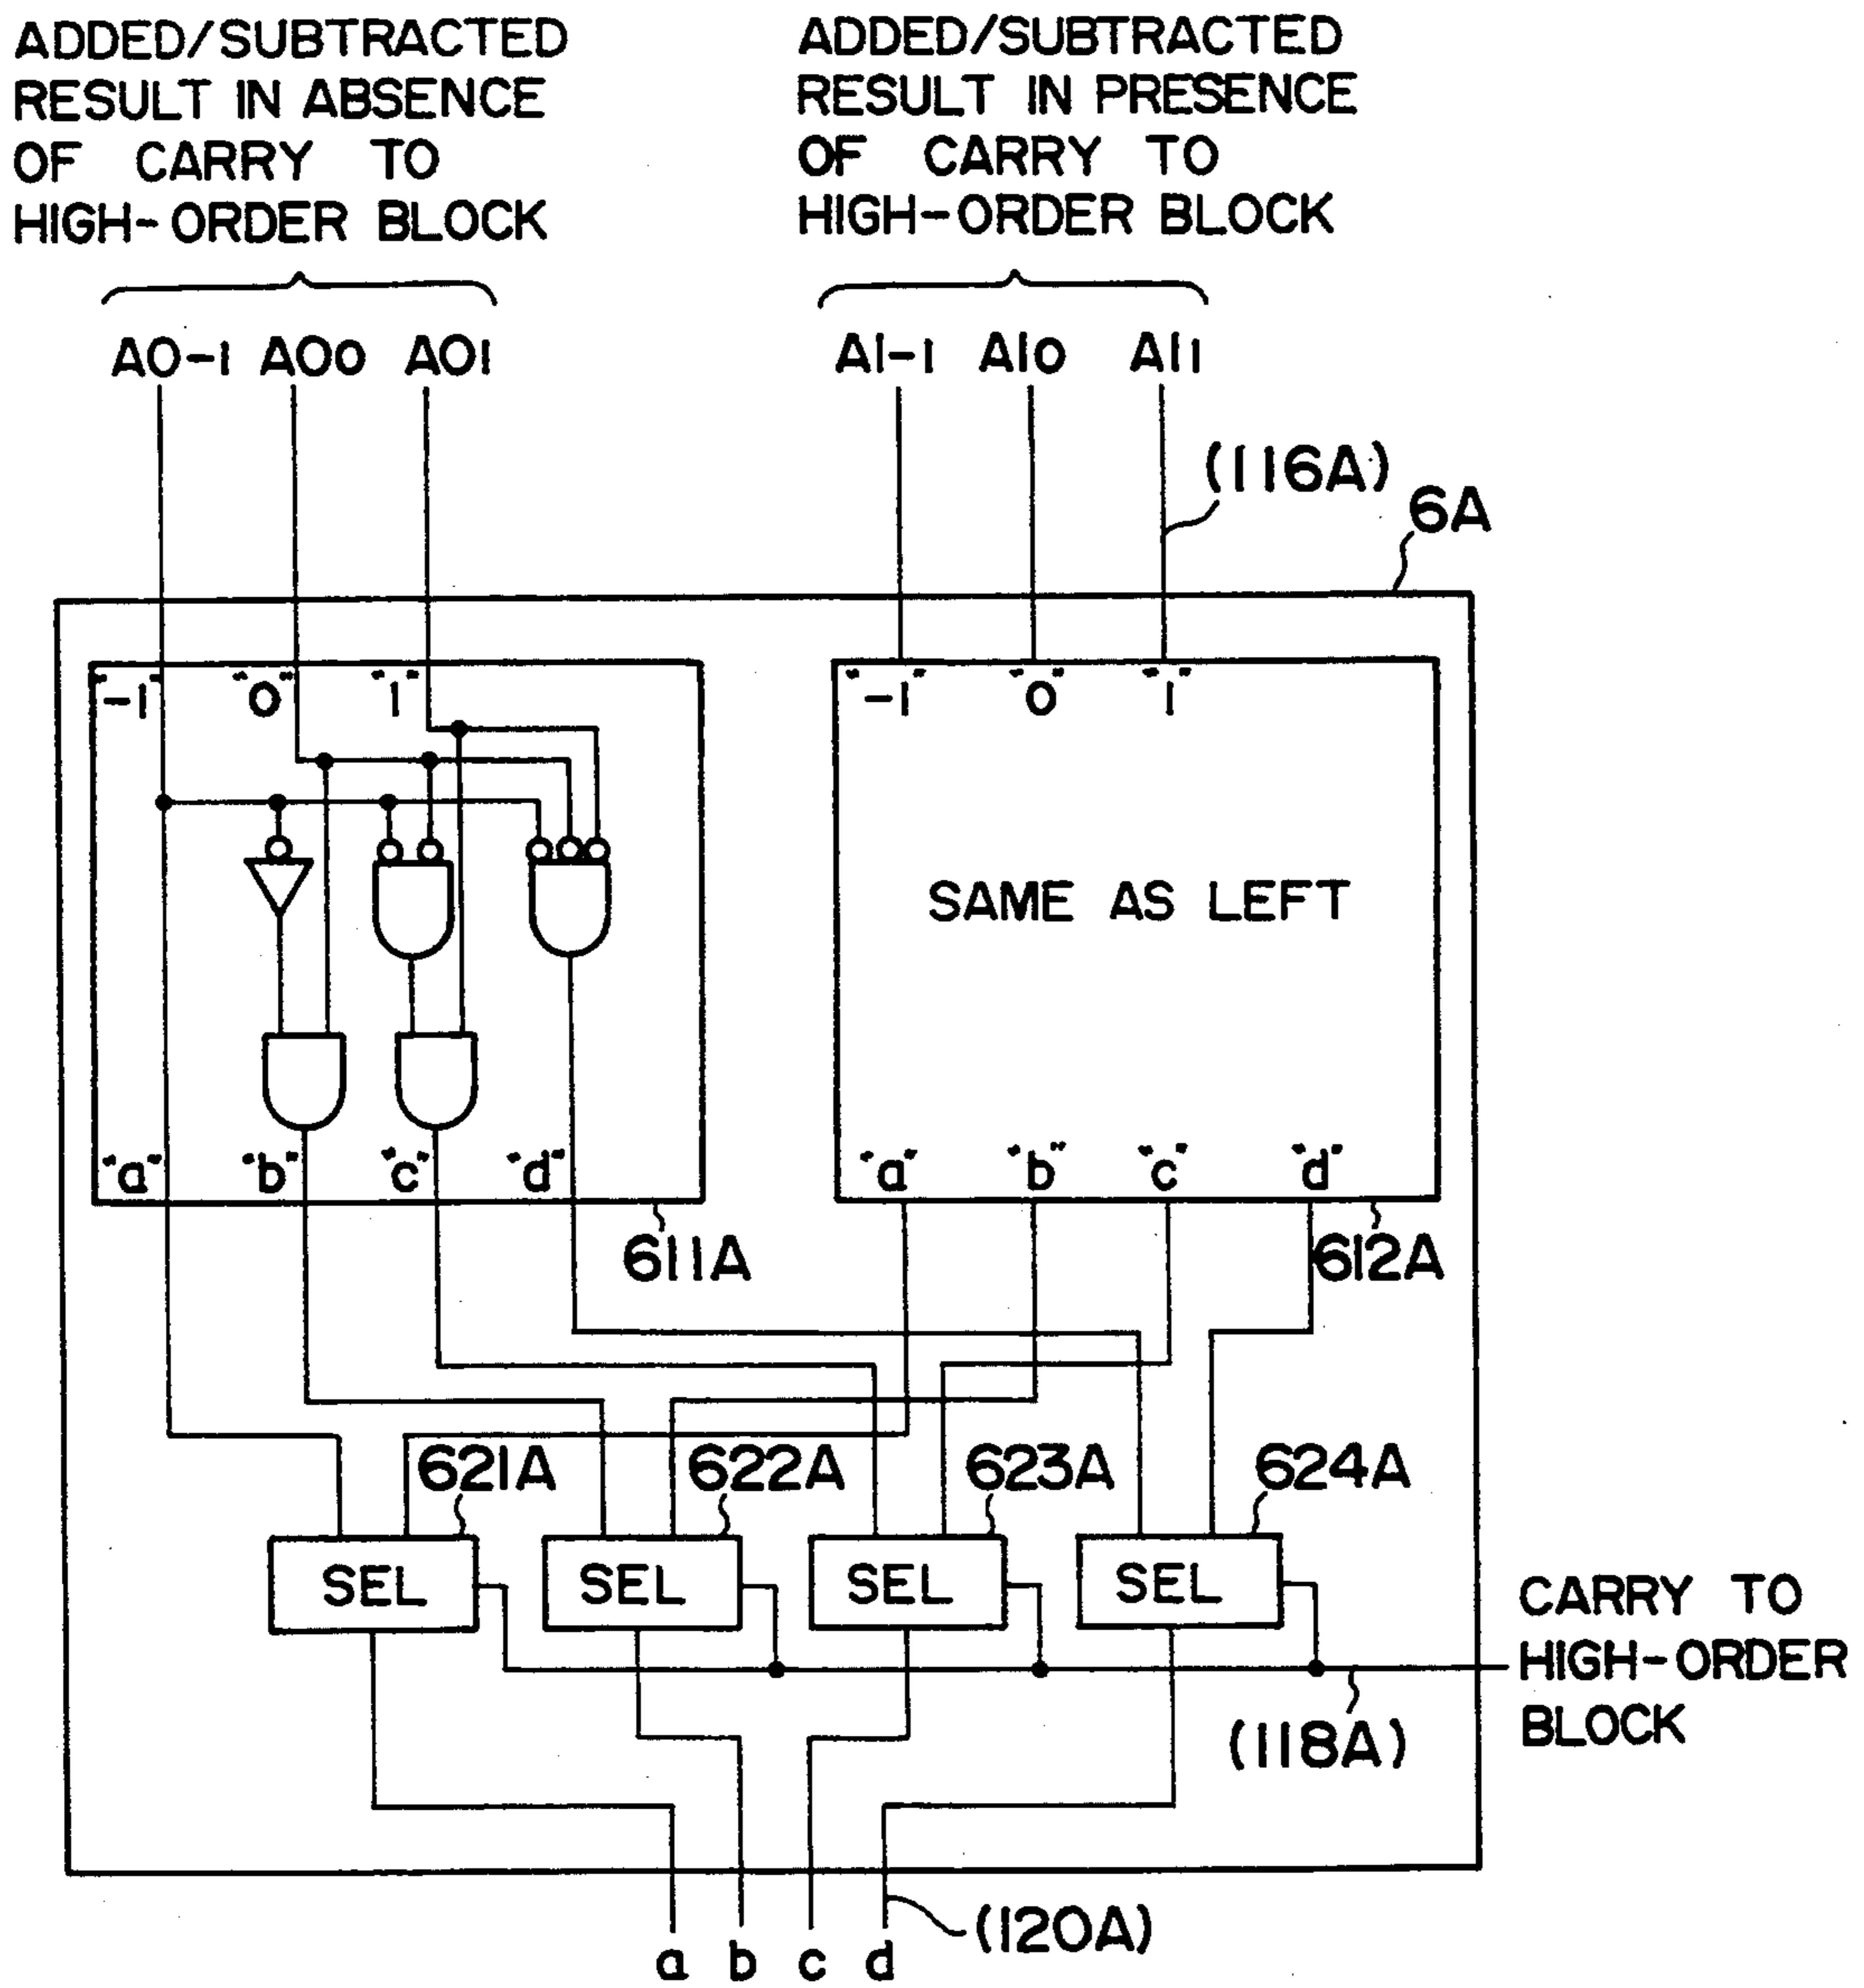 ADDED/SUBTRACTED
RESULT IN ABSENCE
OF CARRY TO
HIGH-ORDER BLOCK
ADDED/SUBTRACTED
RESULT IN PRESENCE
OF CARRY TO
HIGH-ORDER BLOCK
A0-1 A00 A01
A1-1 A10 A11
(116A)
6A
"-1" "0" "1"
"-1" "0" "1"
SAME AS LEFT
"a" "b" "c" "d"
"a" "b" "c" "d"
611A
612A
621A 622A 623A 624A
SEL SEL SEL SEL
CARRY TO
HIGH-ORDER
BLOCK
(118A)
(120A)
a b c d